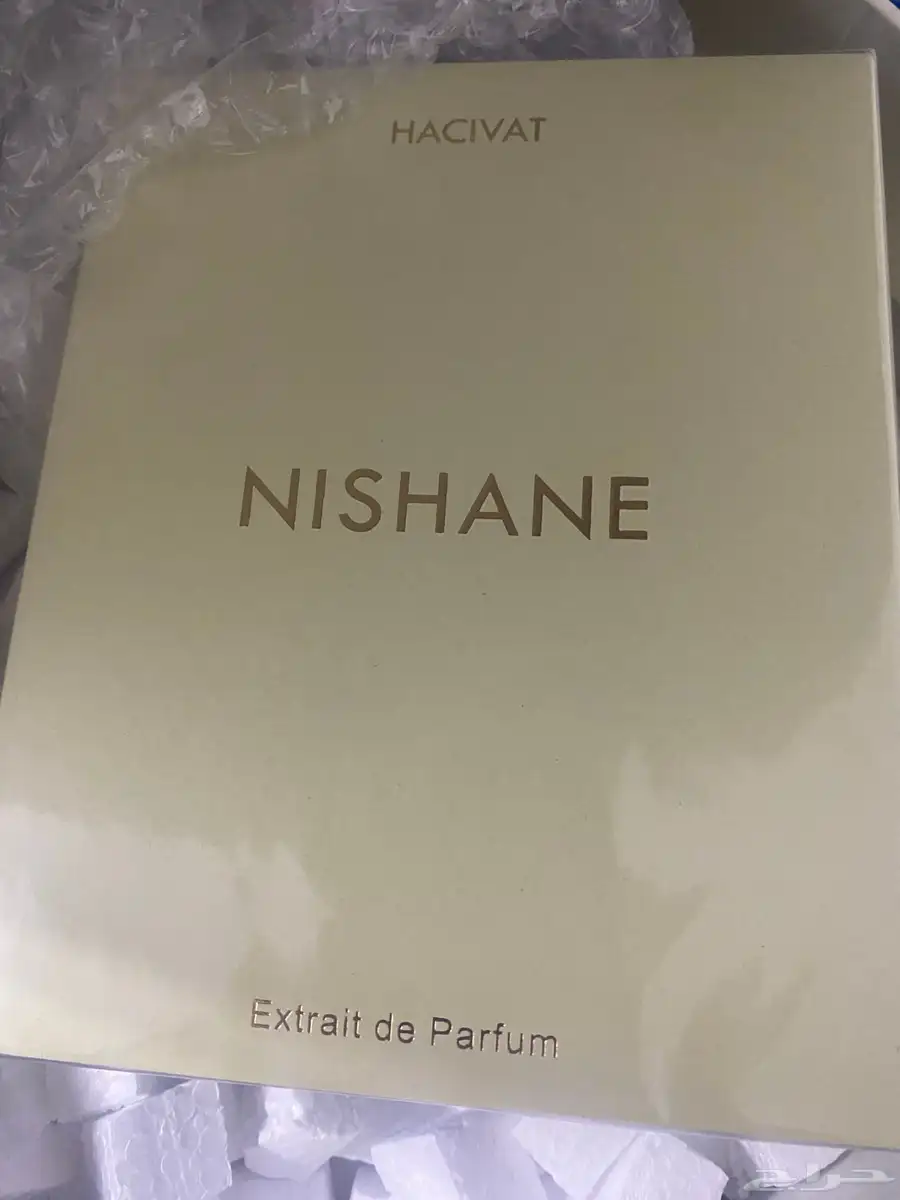 HACIVAT
NISHANE
Extrait de Parfum
حراج